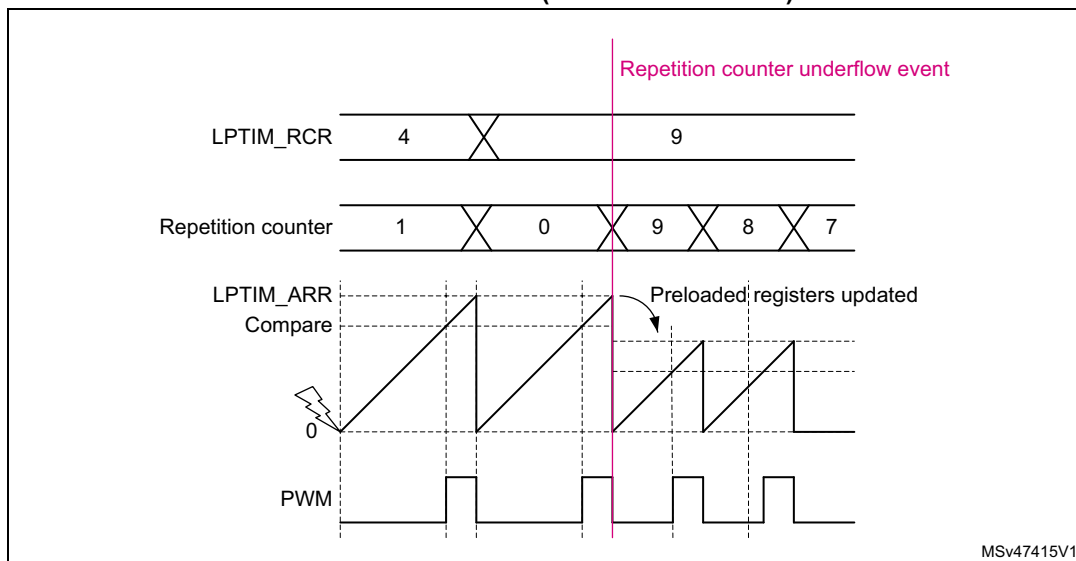 Repetition counter underflow event
LPTIM_RCR 4 9
Repetition counter 1 0 9 8 7
LPTIM_ARR Preloaded registers updated
Compare
0
PWM
MSv47415V1